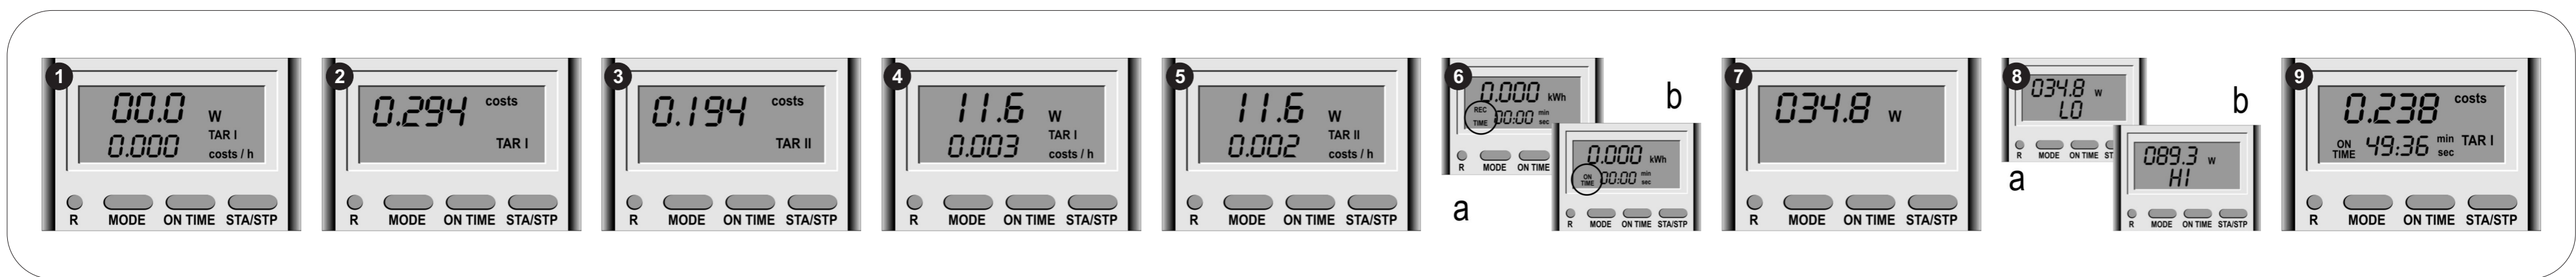 1
00.0 W
TAR I
0.000 costs / h
R MODE ON TIME STA/STP
2
0.294 costs
TAR I
R MODE ON TIME STA/STP
3
0.194 costs
TAR II
R MODE ON TIME STA/STP
4
11.6 W
TAR I
0.003 costs / h
R MODE ON TIME STA/STP
5
11.6 W
TAR II
0.002 costs / h
R MODE ON TIME STA/STP
6
0.000 kWh
REC TIME 00:00 min sec
R MODE ON TIME
a
b
0.000 kWh
ON TIME 00:00 min sec
R MODE ON TIME STA/STP
7
034.8 W
R MODE ON TIME STA/STP
8
034.8 W
LO
R MODE ON TIME ST
a
b
089.3 W
HI
R MODE ON TIME STA/STP
9
0.238 costs
ON TIME 49:36 min sec TAR I
R MODE ON TIME STA/STP